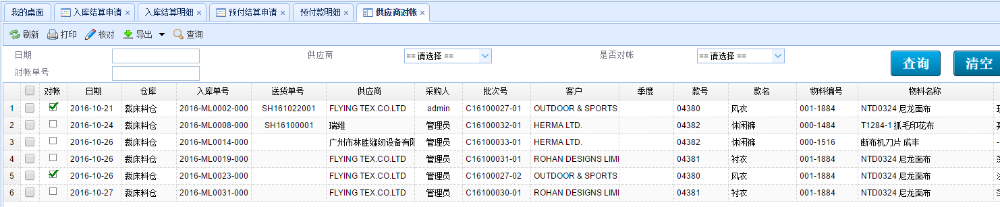 我的桌面 入库结算申请 入库结算明细 预付结算申请 预付款明细 供应商对帐
刷新 打印 核对 导出 查询
日期 供应商 == 请选择 == 是否对帐 == 请选择 == 查询 清空
对帐单号
对帐 日期 仓库 入库单号 送货单号 供应商 采购人 批次号 客户 季度 款号 款名 物料编号 物料名称
1 2016-10-21 裁床料仓 2016-ML0002-000 SH161022001 FLYING TEX.CO.LTD admin C16100027-01 OUTDOOR & SPORTS 04380 风衣 001-1884 NTD0324 尼龙面布
2 2016-10-24 裁床料仓 2016-ML0008-000 SH16100001 瑞维 管理员 C16100032-01 HERMA LTD. 04382 休闲裤 000-1484 T1284-1 抓毛印花布
3 2016-10-26 裁床料仓 2016-ML0014-000 广州市林胜缝纫设备有限 管理员 C16100033-01 HERMA LTD. 04382 休闲裤 000-1516 断布机刀片 成丰
4 2016-10-26 裁床料仓 2016-ML0019-000 FLYING TEX.CO.LTD 管理员 C16100031-01 ROHAN DESIGNS LIMI 04381 衬衣 001-1884 NTD0324 尼龙面布
5 2016-10-26 裁床料仓 2016-ML0023-000 FLYING TEX.CO.LTD 管理员 C16100027-02 OUTDOOR & SPORTS 04380 风衣 001-1884 NTD0324 尼龙面布
6 2016-10-27 裁床料仓 2016-ML0031-000 FLYING TEX.CO.LTD 管理员 C16100030-01 ROHAN DESIGNS LIMI 04381 衬衣 001-1884 NTD0324 尼龙面布